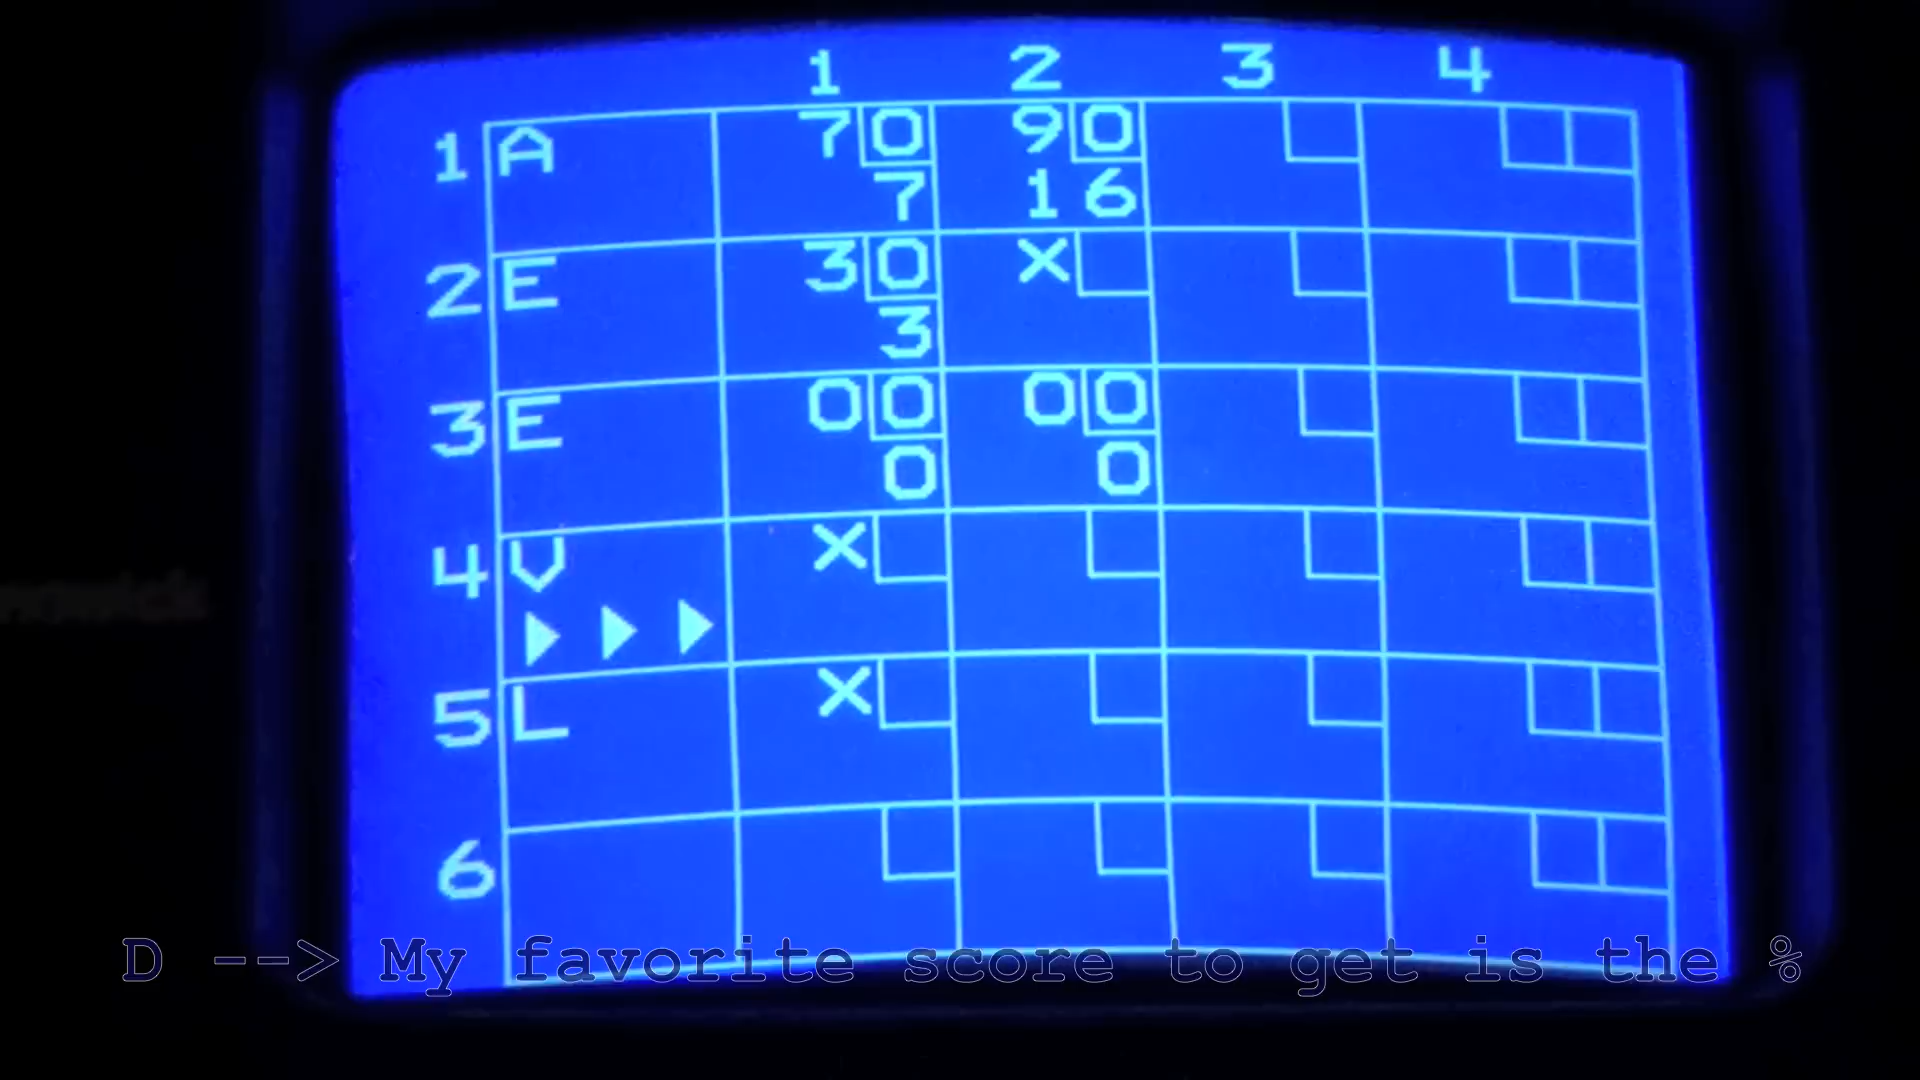 1 2 3 4
1 A 7 0 9 0
7 16
2 E 3 0 X
3
3 E 0 0 0 0
0 0
4 V X
5 L X
6
D --> My favorite score to get is the %